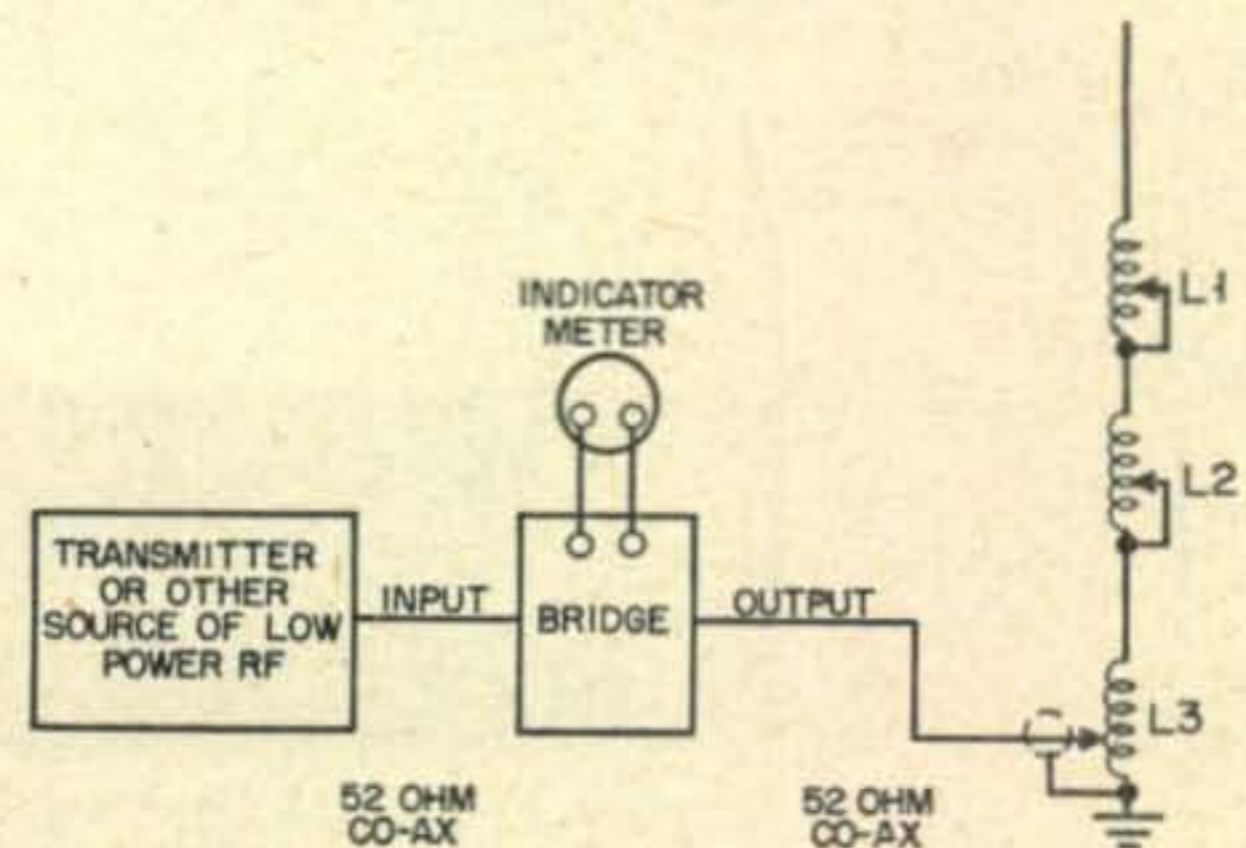 INDICATOR
METER
L1
L2
TRANSMITTER
OR OTHER
SOURCE OF LOW
POWER RF
INPUT
BRIDGE
OUTPUT
L3
52 OHM
CO-AX
52 OHM
CO-AX